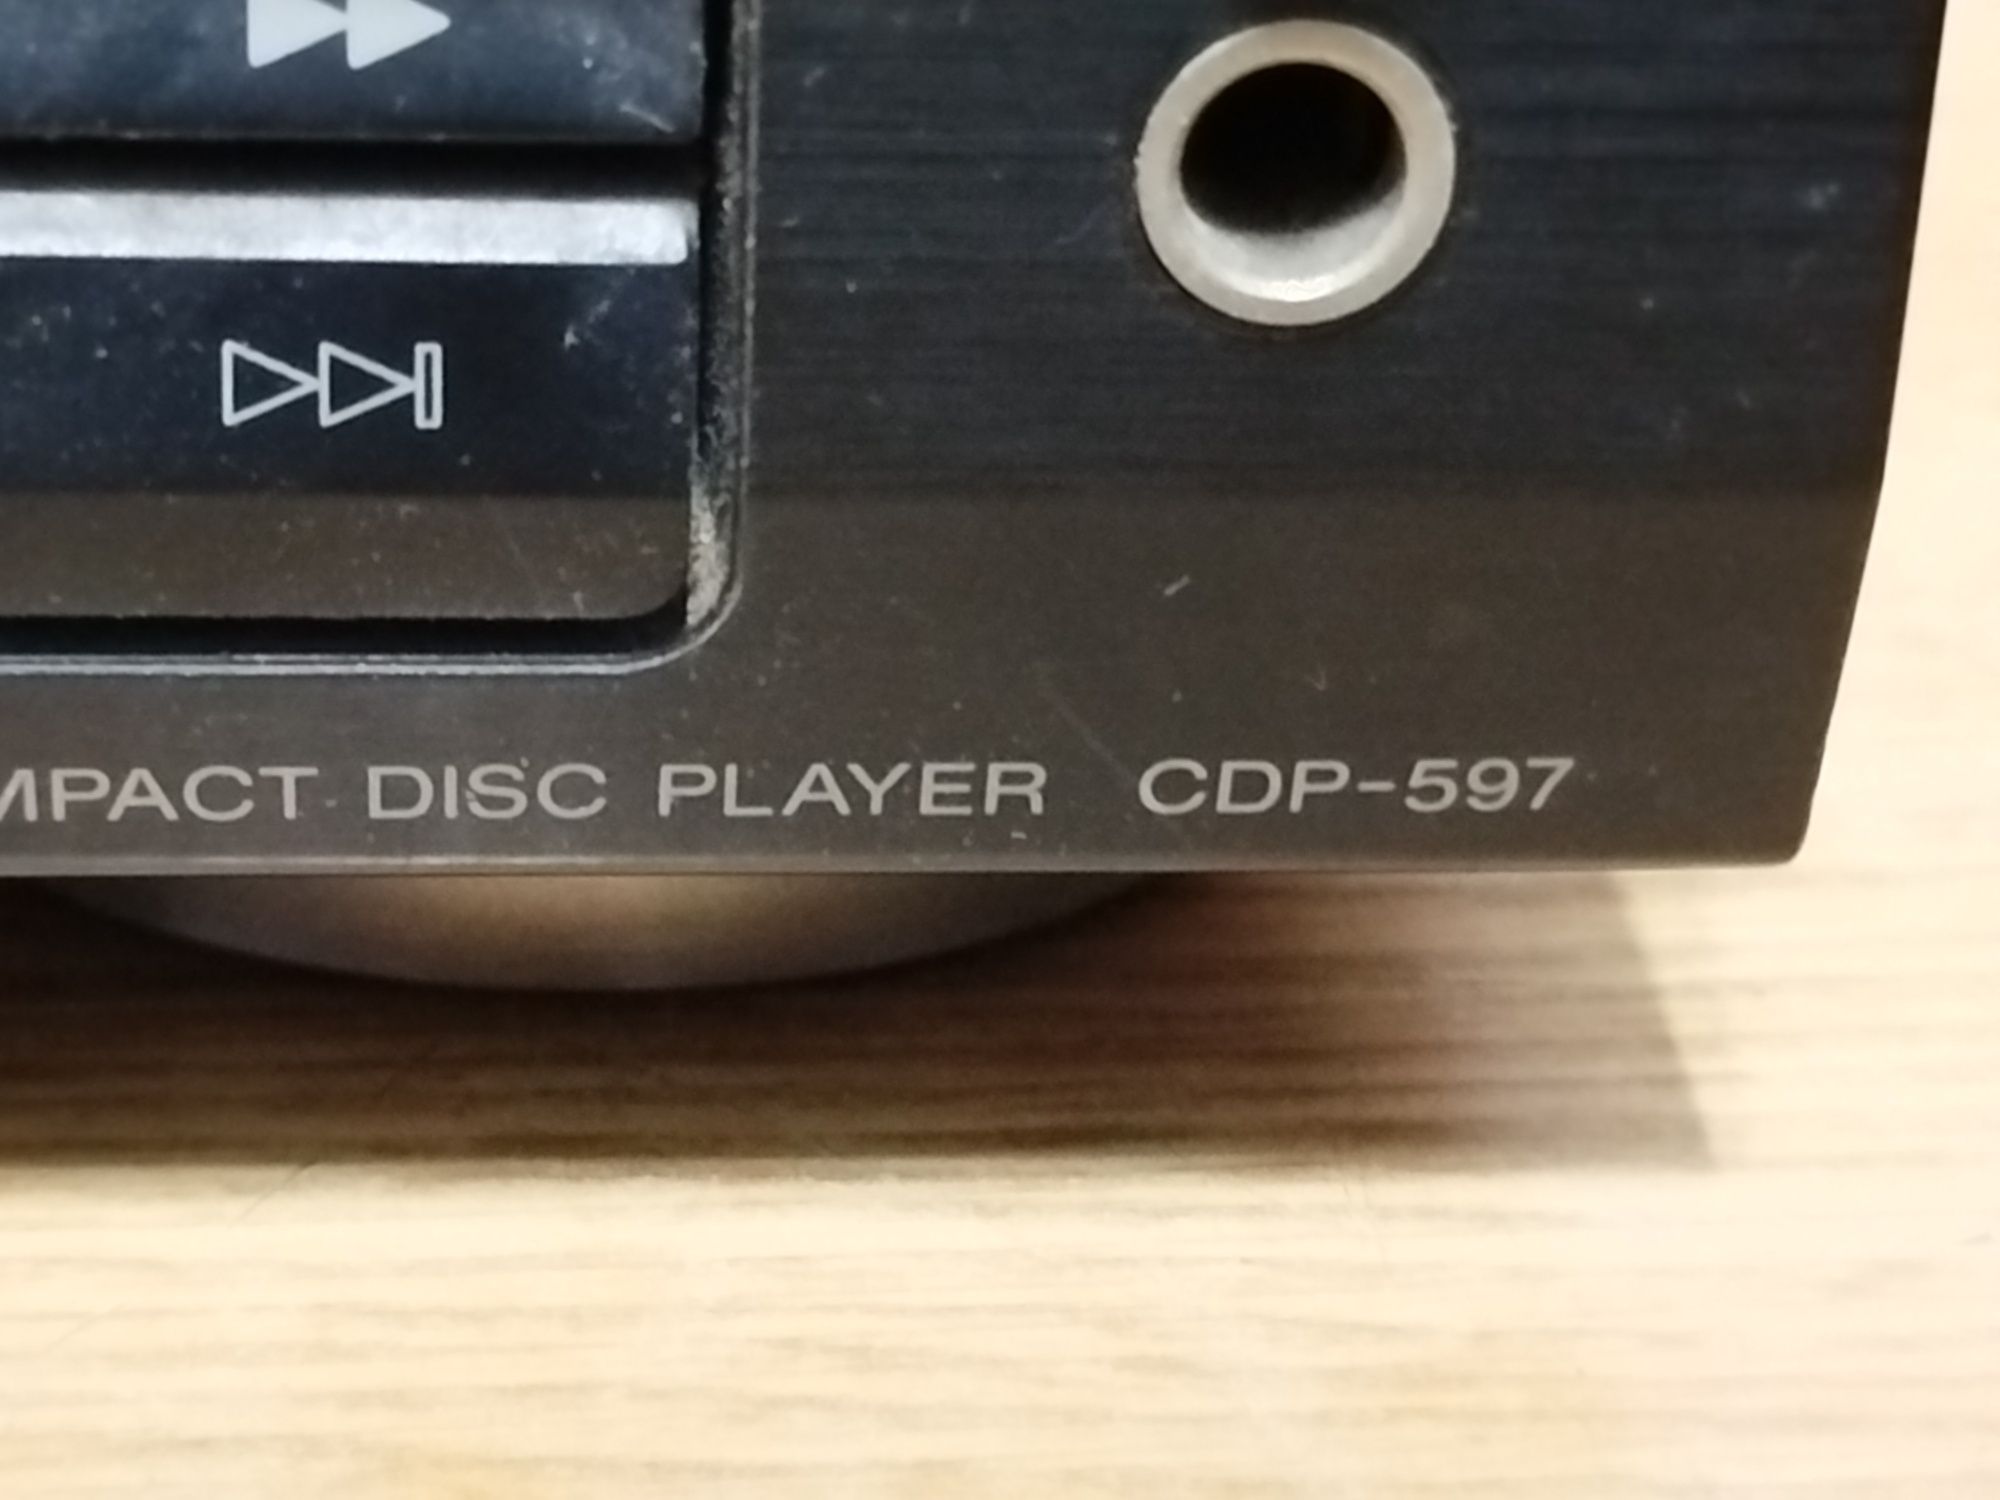 MPACT DISC PLAYER CDP-597